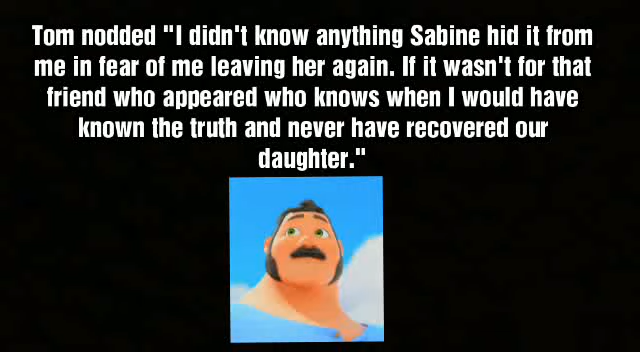 Tom nodded "I didn't know anything Sabine hid it from
me in fear of me leaving her again. If it wasn't for that
friend who appeared who knows when I would have
known the truth and never have recovered our
daughter."